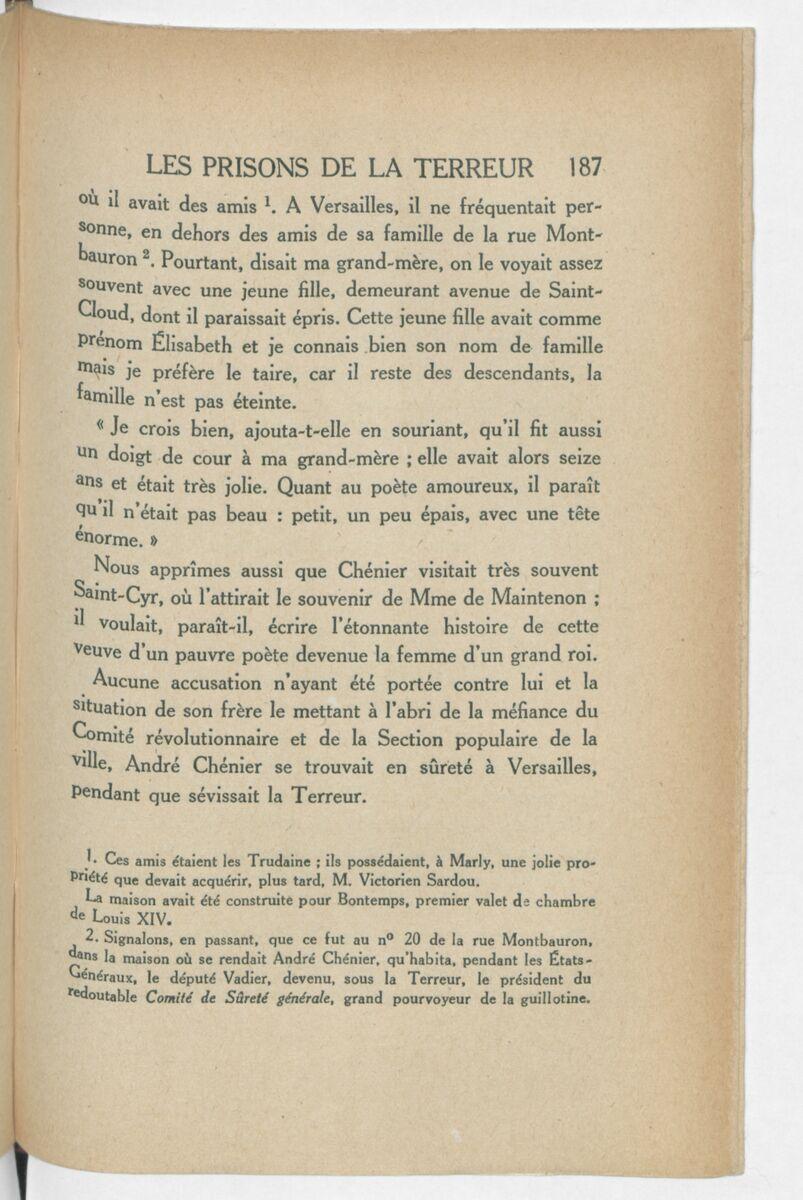 LES PRISONS DE LA TERREUR 187
où il avait des amis ¹. A Versailles, il ne fréquentait per-
sonne, en dehors des amis de sa famille de la rue Mont-
bauron ². Pourtant, disait ma grand-mère, on le voyait assez
souvent avec une jeune fille, demeurant avenue de Saint-
Cloud, dont il paraissait épris. Cette jeune fille avait comme
prénom Élisabeth et je connais bien son nom de famille
mais je préfère le taire, car il reste des descendants, la
famille n'est pas éteinte.
« Je crois bien, ajouta-t-elle en souriant, qu'il fit aussi
un doigt de cour à ma grand-mère ; elle avait alors seize
ans et était très jolie. Quant au poète amoureux, il paraît
qu'il n'était pas beau : petit, un peu épais, avec une tête
énorme. »
Nous apprîmes aussi que Chénier visitait très souvent
Saint-Cyr, où l'attirait le souvenir de Mme de Maintenon ;
il voulait, paraît-il, écrire l'étonnante histoire de cette
veuve d'un pauvre poète devenue la femme d'un grand roi.
Aucune accusation n'ayant été portée contre lui et la
situation de son frère le mettant à l'abri de la méfiance du
Comité révolutionnaire et de la Section populaire de la
ville, André Chénier se trouvait en sûreté à Versailles,
pendant que sévissait la Terreur.
1. Ces amis étaient les Trudaine ; ils possédaient, à Marly, une jolie pro-
priété que devait acquérir, plus tard, M. Victorien Sardou.
La maison avait été construite pour Bontemps, premier valet de chambre
de Louis XIV.
2. Signalons, en passant, que ce fut au nº 20 de la rue Montbauron,
dans la maison où se rendait André Chénier, qu'habita, pendant les États-
Généraux, le député Vadier, devenu, sous la Terreur, le président du
redoutable Comité de Sûreté générale, grand pourvoyeur de la guillotine.